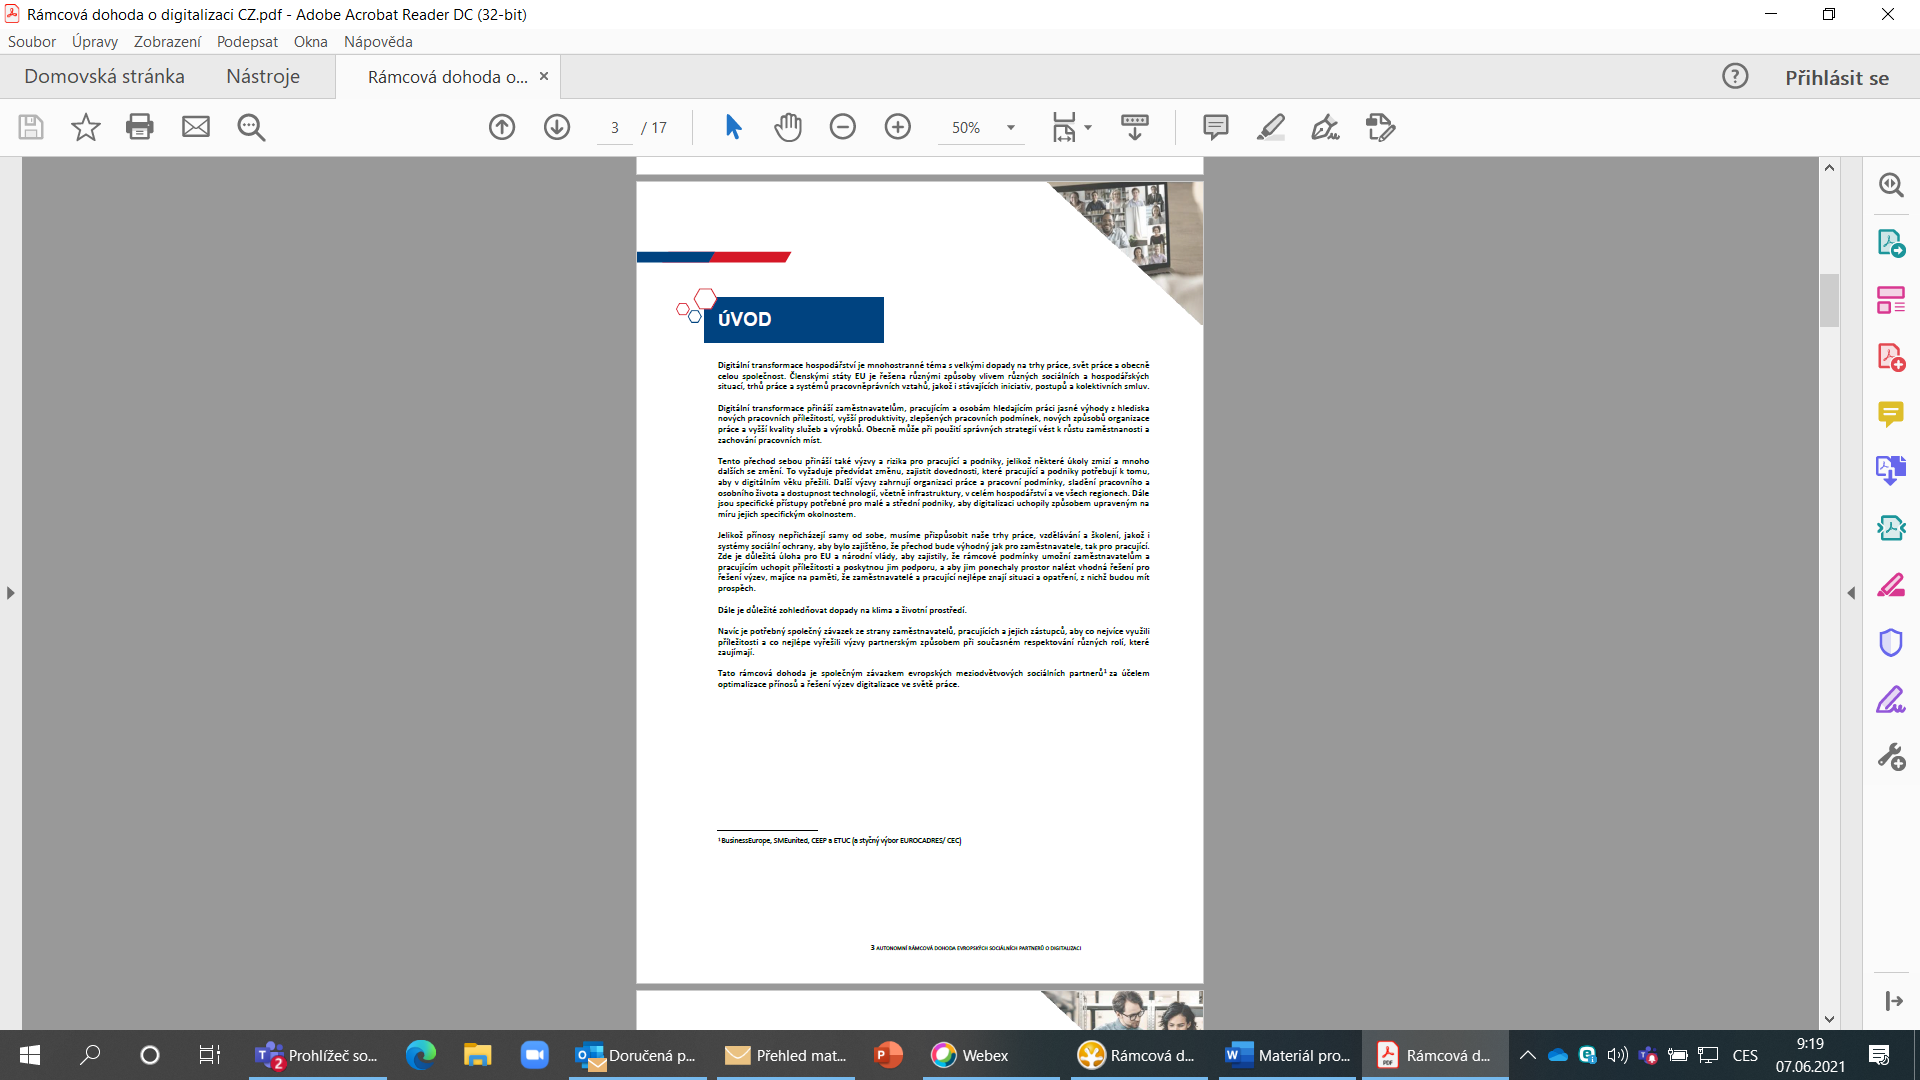 Rámcová dohoda o digitalizaci CZ.pdf - Adobe Acrobat Reader DC (32-bit)
Soubor Úpravy Zobrazení Podepsat Okna Nápověda
Domovská stránka Nástroje Rámcová dohoda o... × Přihlásit se
3 / 17 50%
ÚVOD
Digitální transformace hospodářství je mnohostranné téma s velkými dopady na trhy práce, svět práce a obecně
celou společnost. Členskými státy EU je řešena různými způsoby vlivem různých sociálních a hospodářských
situací, trhů práce a systémů pracovněprávních vztahů, jakož i stávajících iniciativ, postupů a kolektivních smluv.
Digitální transformace přináší zaměstnavatelům, pracujícím a osobám hledajícím práci jasné výhody z hlediska
nových pracovních příležitostí, vyšší produktivity, zlepšených pracovních podmínek, nových způsobů organizace
práce a vyšší kvality služeb a výrobků. Obecně může při použití správných strategií vést k růstu zaměstnanosti a
zachování pracovních míst.
Tento přechod sebou přináší také výzvy a rizika pro pracující a podniky, jelikož některé úkoly zmizí a mnoho
dalších se změní. To vyžaduje předvídat změnu, zajistit dovednosti, které pracující a podniky potřebují k tomu,
aby v digitálním věku přežili. Další výzvy zahrnují organizaci práce a pracovní podmínky, sladění pracovního a
osobního života a dostupnost technologií, včetně infrastruktury, v celém hospodářství a ve všech regionech. Dále
jsou specifické přístupy potřebné pro malé a střední podniky, aby digitalizaci uchopily způsobem upraveným na
míru jejich specifickým okolnostem.
Jelikož přínosy nepřicházejí samy od sobe, musíme přizpůsobit naše trhy práce, vzdělávání a školení, jakož i
systémy sociální ochrany, aby bylo zajištěno, že přechod bude výhodný jak pro zaměstnavatele, tak pro pracující.
Zde je důležitá úloha pro EU a národní vlády, aby zajistily, že rámcové podmínky umožní zaměstnavatelům a
pracujícím uchopit příležitosti a poskytnou jim podporu, a aby jim ponechaly prostor nalézt vhodná řešení pro
řešení výzev, majíce na paměti, že zaměstnavatelé a pracující nejlépe znají situaci a opatření, z nichž budou mít
prospěch.
Dále je důležité zohledňovat dopady na klima a životní prostředí.
Navíc je potřebný společný závazek ze strany zaměstnavatelů, pracujících a jejich zástupců, aby co nejvíce využili
příležitosti a co nejlépe vyřešili výzvy partnerským způsobem při současném respektování různých rolí, které
zaujímají.
Tato rámcová dohoda je společným závazkem evropských meziodvětvových sociálních partnerů¹ za účelem
optimalizace přínosů a řešení výzev digitalizace ve světě práce.
¹ BusinessEurope, SMEunited, CEEP a ETUC (a styčný výbor EUROCADRES/ CEC)
3 AUTONOMNÍ RÁMCOVÁ DOHODA EVROPSKÝCH SOCIÁLNÍCH PARTNERŮ O DIGITALIZACI
2 Prohlížeč so... Doručená p... Přehled mat... Webex Rámcová d... Materiál pro... Rámcová d... CES 9:19
07.06.2021